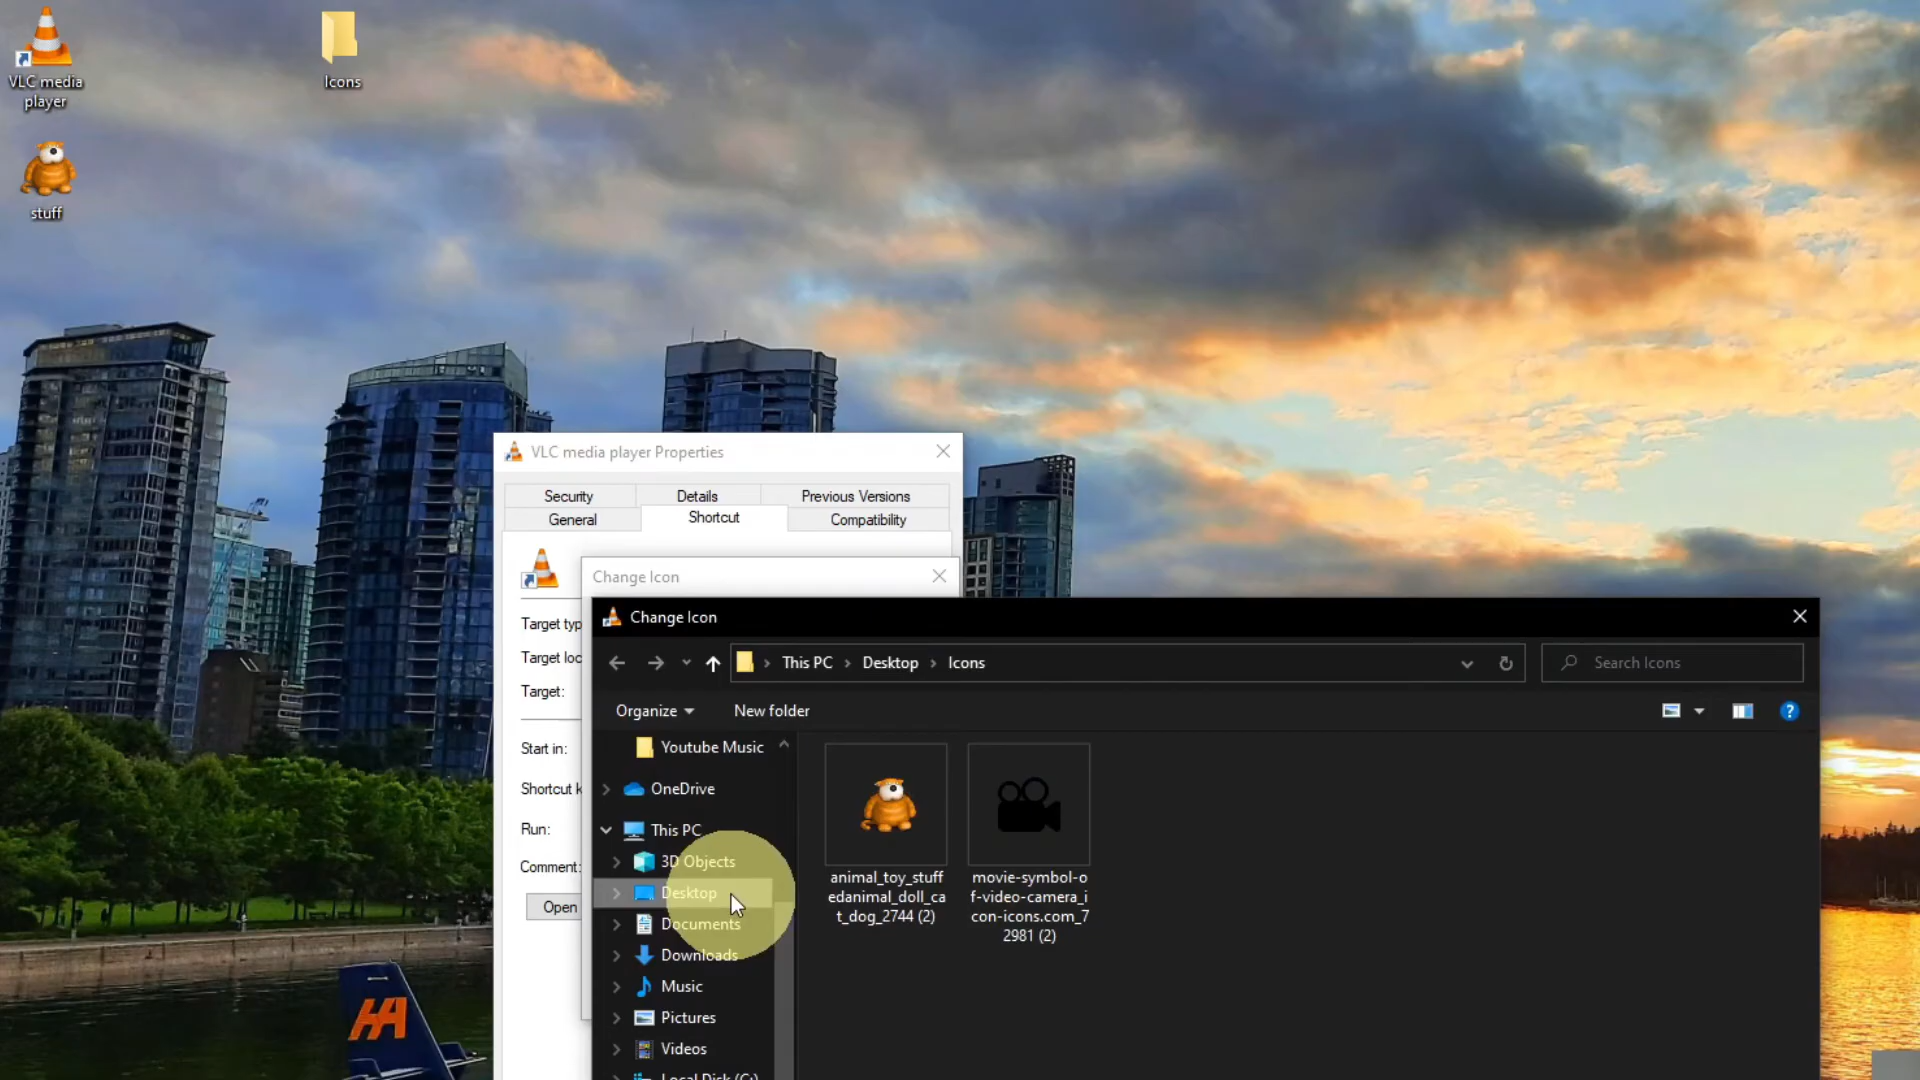 VLC media
player
Icons
stuff
VLC media player Properties
Security
Details
Previous Versions
General
Shortcut
Compatibility
Change Icon
Target typ
Target loc
Target:
Start in:
Shortcut k
Run:
Comment:
Open
Change Icon
This PC
Desktop
Icons
Search Icons
Organize
New folder
?
Youtube Music
OneDrive
This PC
3D Objects
Desktop
Documents
Downloads
Music
Pictures
Videos
Local Disk (C:)
animal_toy_stuff
edanimal_doll_ca
t_dog_2744 (2)
movie-symbol-o
f-video-camera_i
con-icons.com_7
2981 (2)
HA